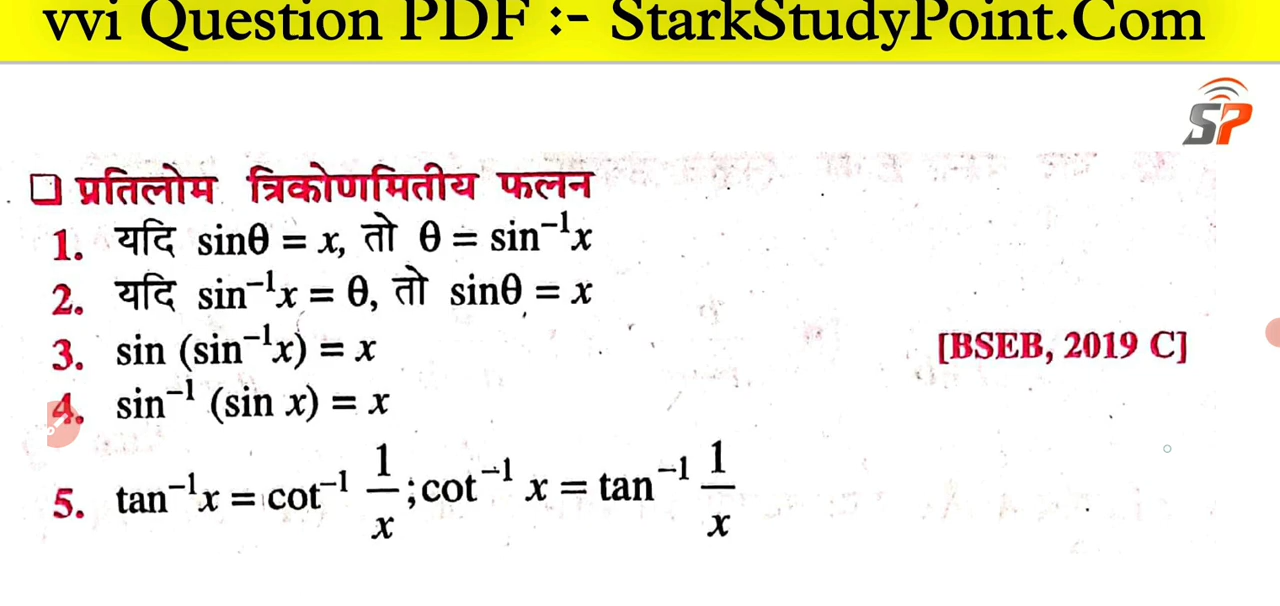 vvi Question PDF :- StarkStudyPoint.Com
SP
❑ प्रतिलोम त्रिकोणमितीय फलन
1. यदि sinθ = x, तो θ = sin⁻¹x
2. यदि sin⁻¹x = θ, तो sinθ = x
3. sin (sin⁻¹x) = x [BSEB, 2019 C]
4. sin⁻¹ (sin x) = x
5. tan⁻¹x = cot⁻¹ 1/x ; cot⁻¹ x = tan⁻¹ 1/x